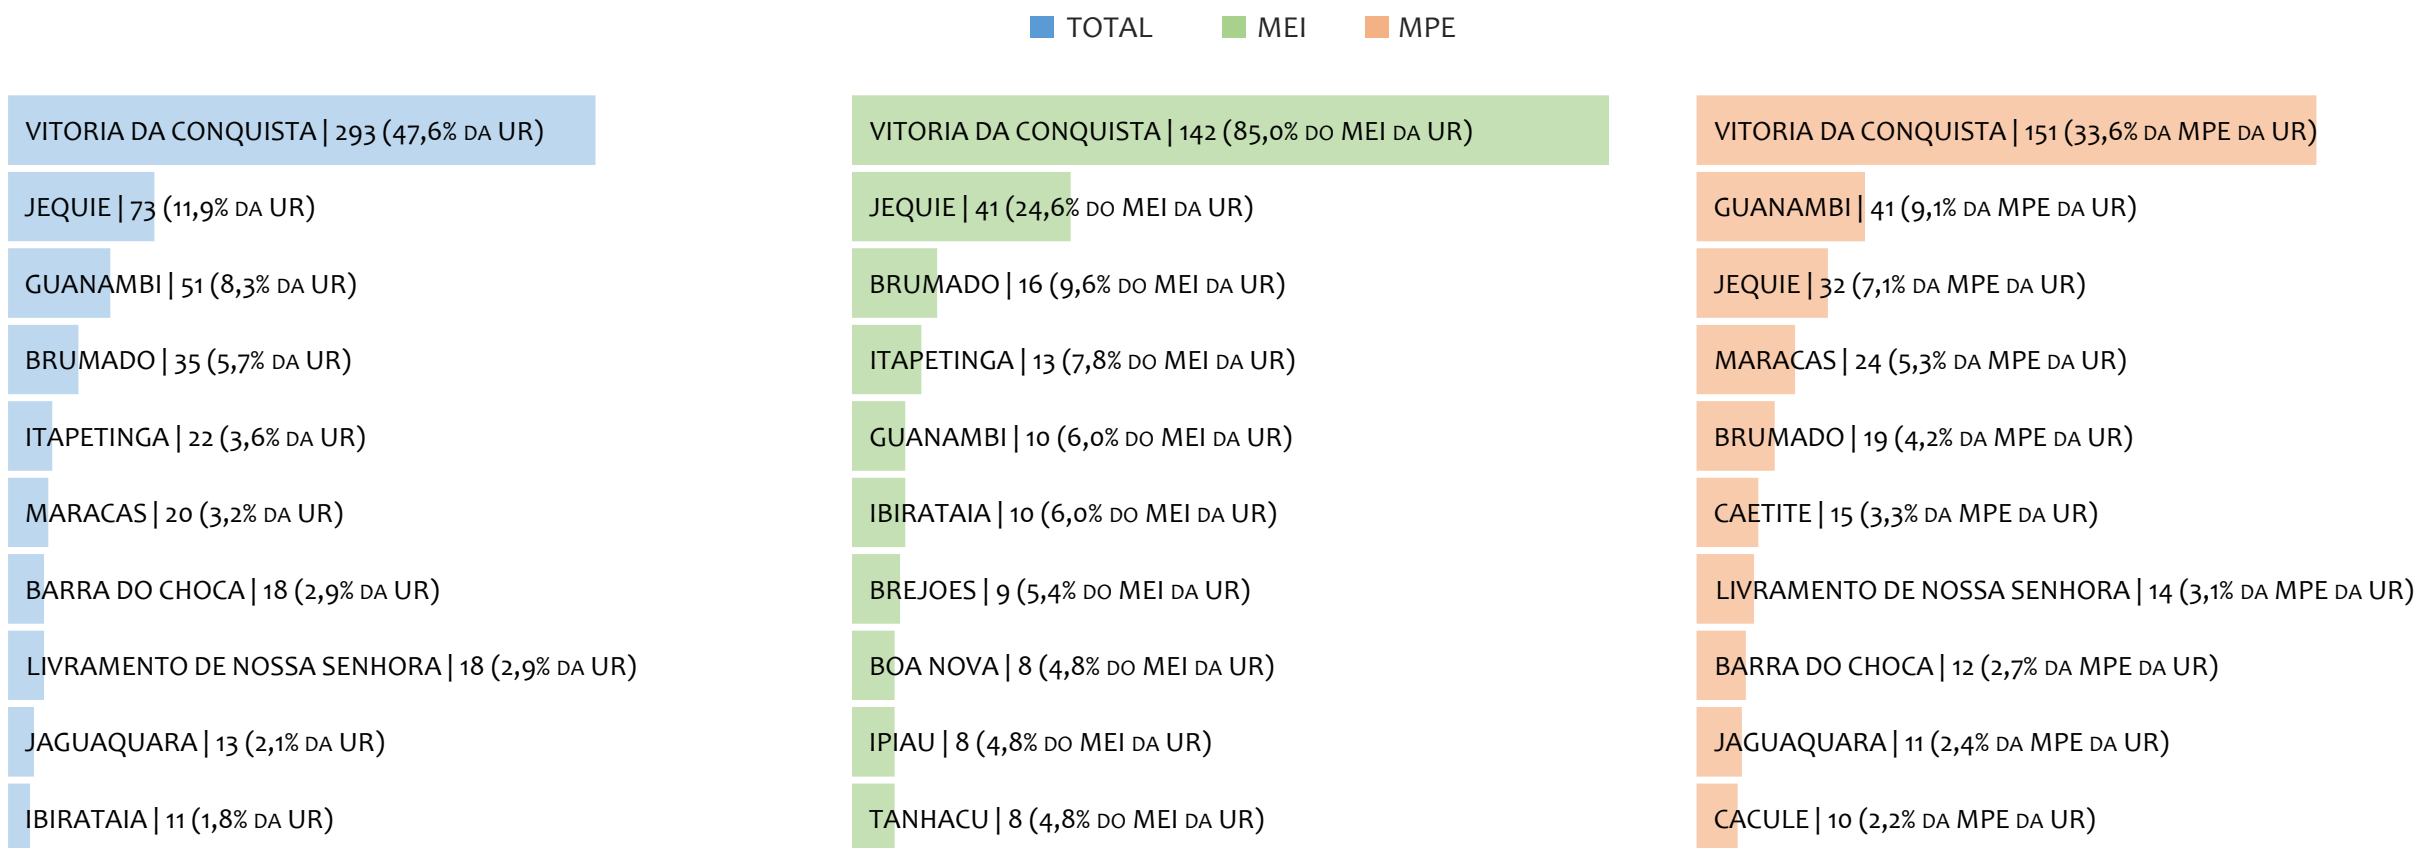 TOTAL MEI MPE
VITORIA DA CONQUISTA | 293 (47,6% DA UR)
JEQUIE | 73 (11,9% DA UR)
GUANAMBI | 51 (8,3% DA UR)
BRUMADO | 35 (5,7% DA UR)
ITAPETINGA | 22 (3,6% DA UR)
MARACAS | 20 (3,2% DA UR)
BARRA DO CHOCA | 18 (2,9% DA UR)
LIVRAMENTO DE NOSSA SENHORA | 18 (2,9% DA UR)
JAGUAQUARA | 13 (2,1% DA UR)
IBIRATAIA | 11 (1,8% DA UR)
VITORIA DA CONQUISTA | 142 (85,0% DO MEI DA UR)
JEQUIE | 41 (24,6% DO MEI DA UR)
BRUMADO | 16 (9,6% DO MEI DA UR)
ITAPETINGA | 13 (7,8% DO MEI DA UR)
GUANAMBI | 10 (6,0% DO MEI DA UR)
IBIRATAIA | 10 (6,0% DO MEI DA UR)
BREJOES | 9 (5,4% DO MEI DA UR)
BOA NOVA | 8 (4,8% DO MEI DA UR)
IPIAU | 8 (4,8% DO MEI DA UR)
TANHACU | 8 (4,8% DO MEI DA UR)
VITORIA DA CONQUISTA | 151 (33,6% DA MPE DA UR)
GUANAMBI | 41 (9,1% DA MPE DA UR)
JEQUIE | 32 (7,1% DA MPE DA UR)
MARACAS | 24 (5,3% DA MPE DA UR)
BRUMADO | 19 (4,2% DA MPE DA UR)
CAETITE | 15 (3,3% DA MPE DA UR)
LIVRAMENTO DE NOSSA SENHORA | 14 (3,1% DA MPE DA UR)
BARRA DO CHOCA | 12 (2,7% DA MPE DA UR)
JAGUAQUARA | 11 (2,4% DA MPE DA UR)
CACULE | 10 (2,2% DA MPE DA UR)